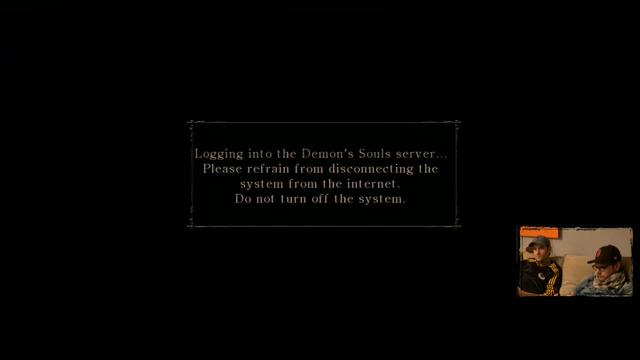 Logging into the Demon's Souls server...
Please refrain from disconnecting the
system from the internet.
Do not turn off the system.